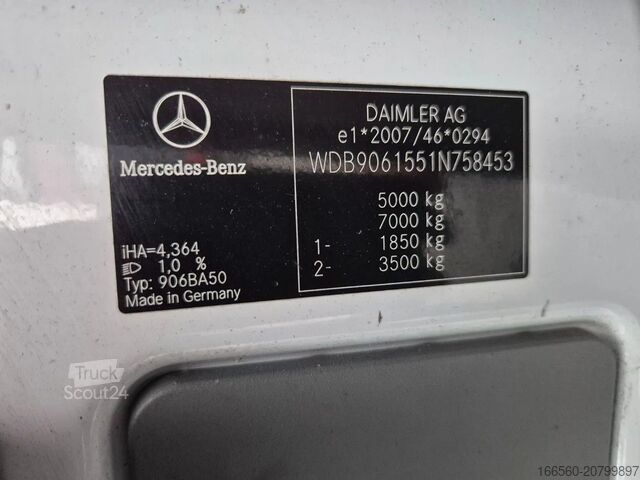 Mercedes-Benz
iHA=4,364
1,0 %
Typ: 906BA50
Made in Germany
DAIMLER AG
e1*2007/46*0294
WDB9061551N758453
5000 kg
7000 kg
1- 1850 kg
2- 3500 kg
Truck
Scout24
166560-20799897